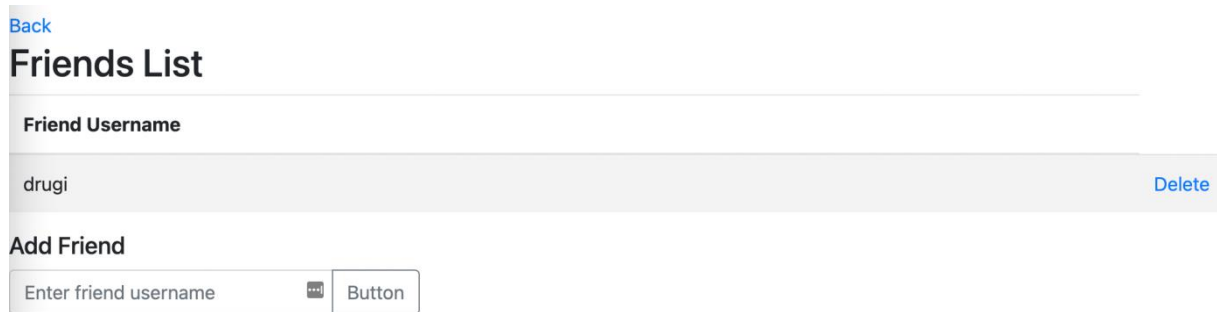 Back
Friends List
Friend Username
drugi Delete
Add Friend
Enter friend username Button